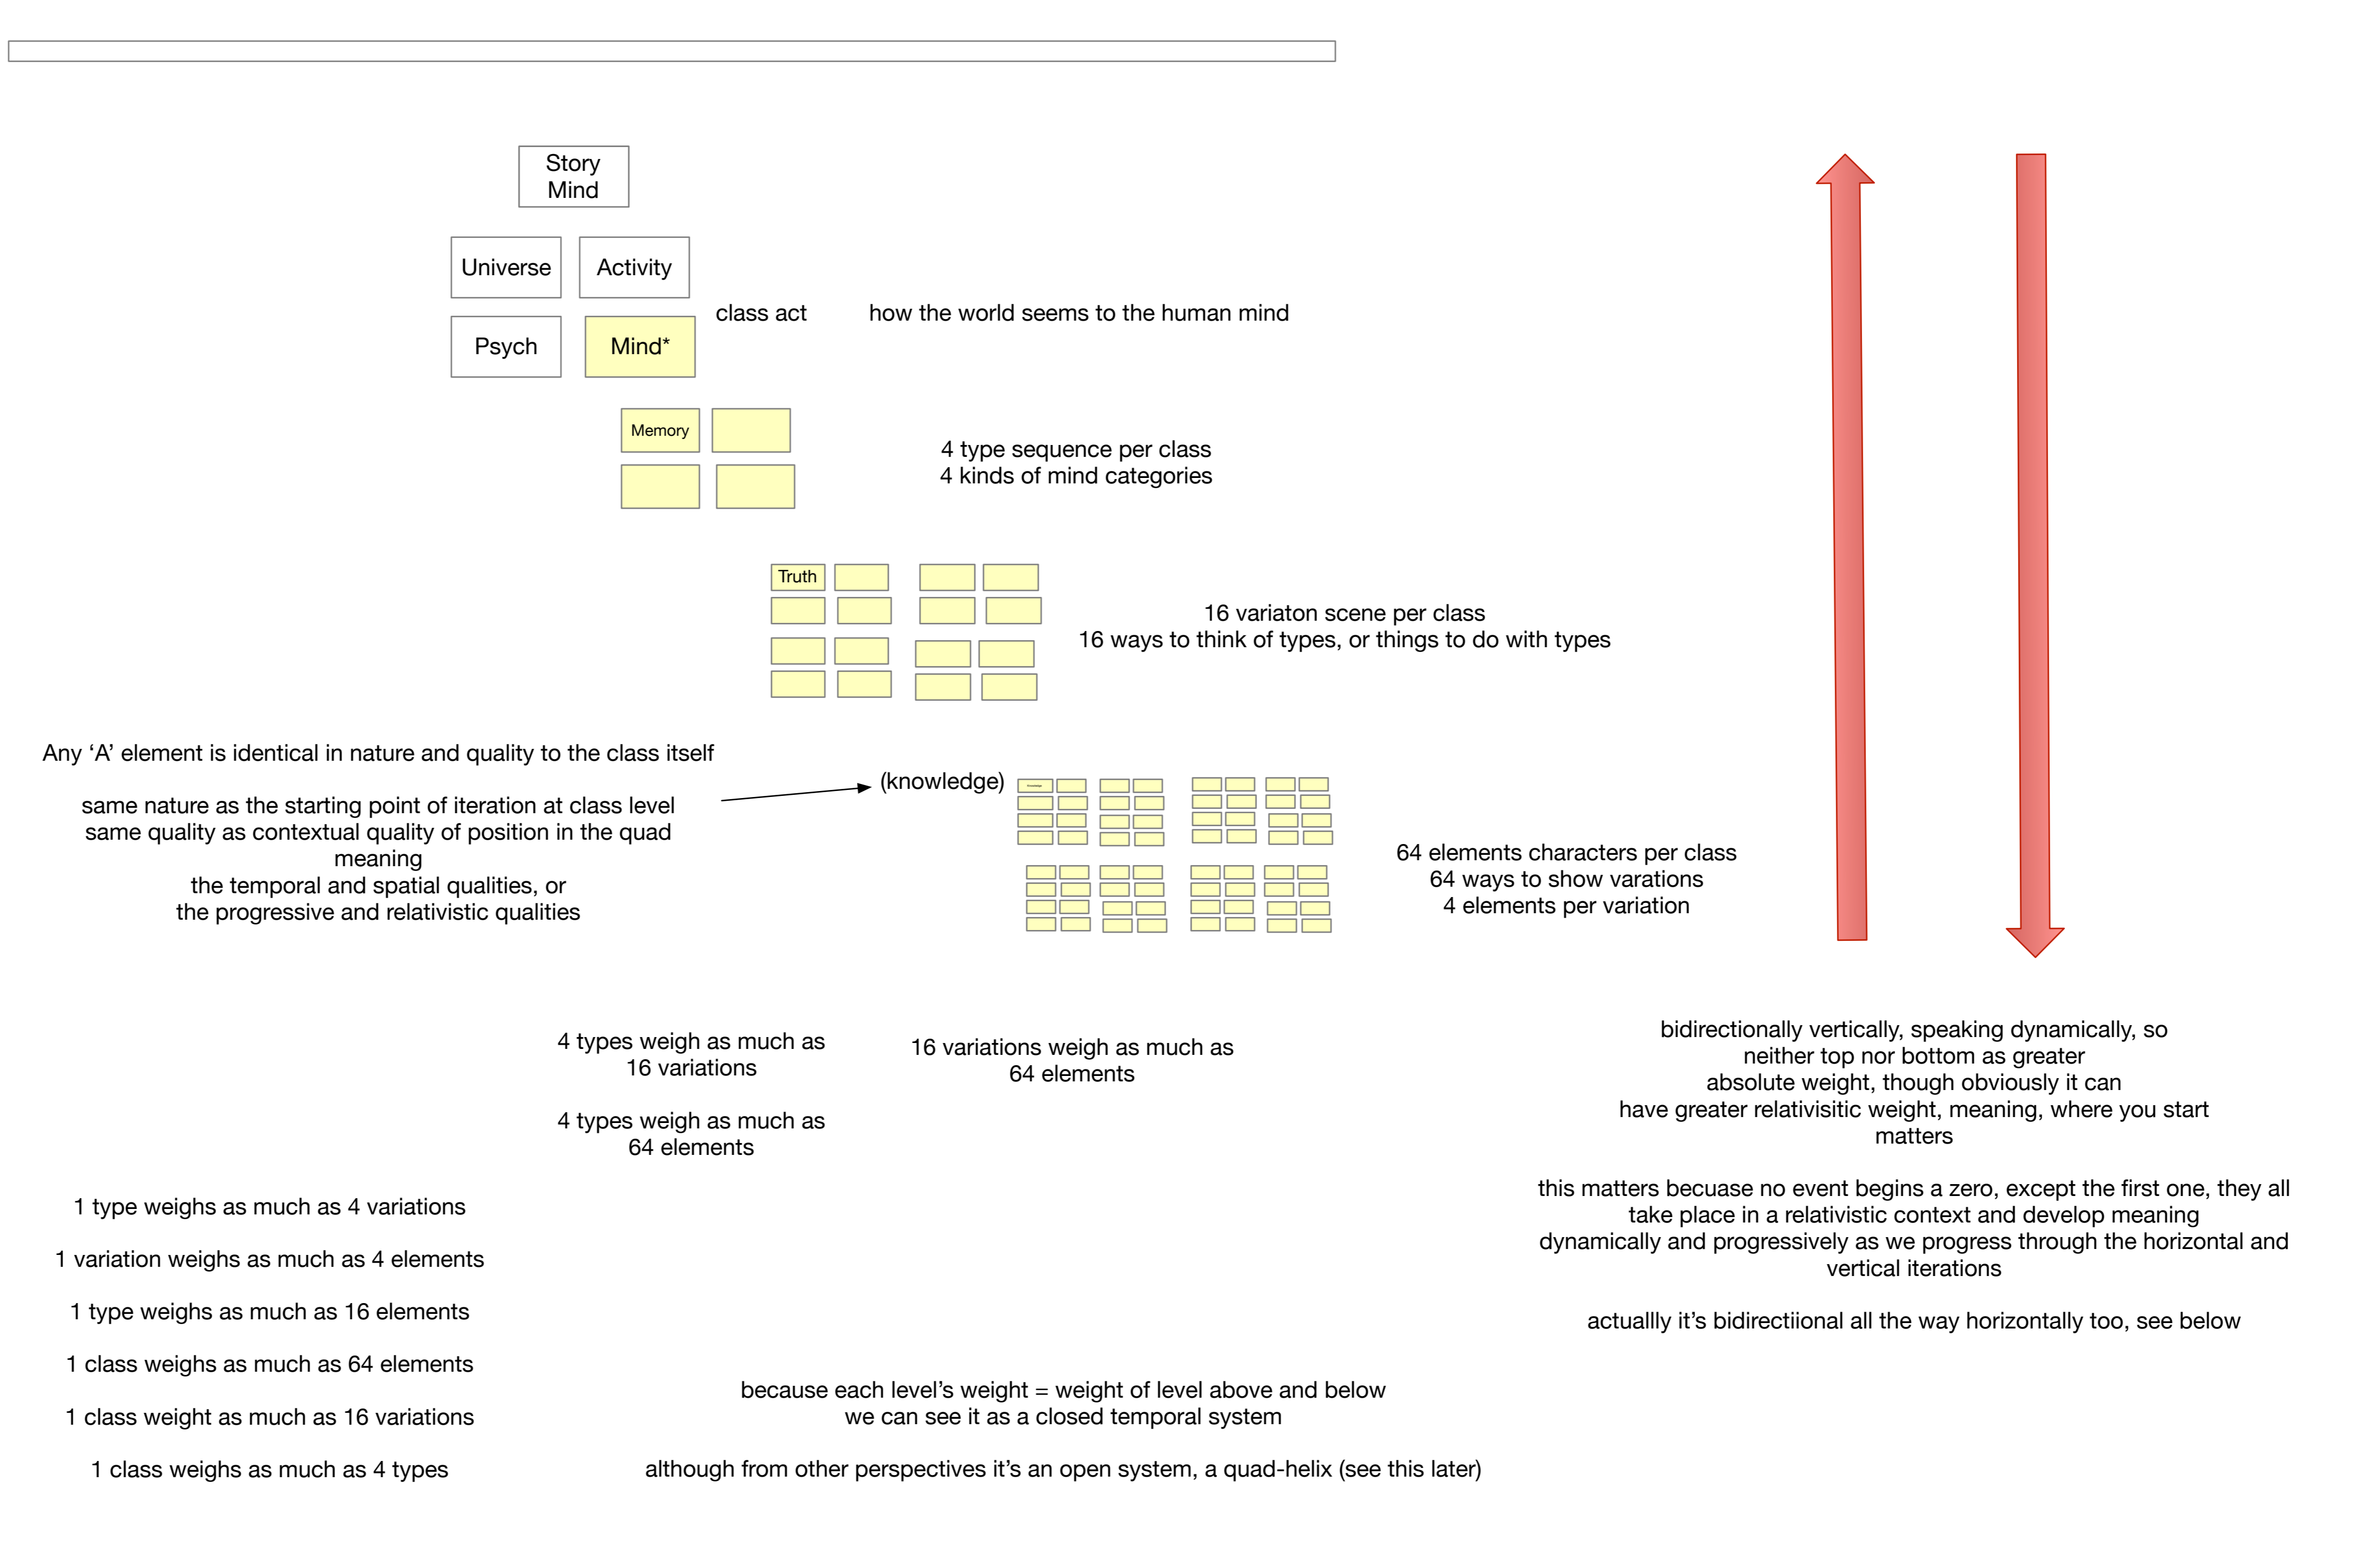 Story
Mind
Universe
Activity
class act
how the world seems to the human mind
Psych
Mind*
Memory
4 type sequence per class
4 kinds of mind categories
Truth
16 variaton scene per class
16 ways to think of types, or things to do with types
Any ‘A’ element is identical in nature and quality to the class itself
same nature as the starting point of iteration at class level
same quality as contextual quality of position in the quad
meaning
the temporal and spatial qualities, or
the progressive and relativistic qualities
(knowledge)
64 elements characters per class
64 ways to show varations
4 elements per variation
4 types weigh as much as
16 variations
16 variations weigh as much as
64 elements
4 types weigh as much as
64 elements
bidirectionally vertically, speaking dynamically, so
neither top nor bottom as greater
absolute weight, though obviously it can
have greater relativisitic weight, meaning, where you start
matters
this matters becuase no event begins a zero, except the first one, they all
take place in a relativistic context and develop meaning
dynamically and progressively as we progress through the horizontal and
vertical iterations
actuallly it’s bidirectiional all the way horizontally too, see below
1 type weighs as much as 4 variations
1 variation weighs as much as 4 elements
1 type weighs as much as 16 elements
1 class weighs as much as 64 elements
1 class weight as much as 16 variations
1 class weighs as much as 4 types
because each level’s weight = weight of level above and below
we can see it as a closed temporal system
although from other perspectives it’s an open system, a quad-helix (see this later)